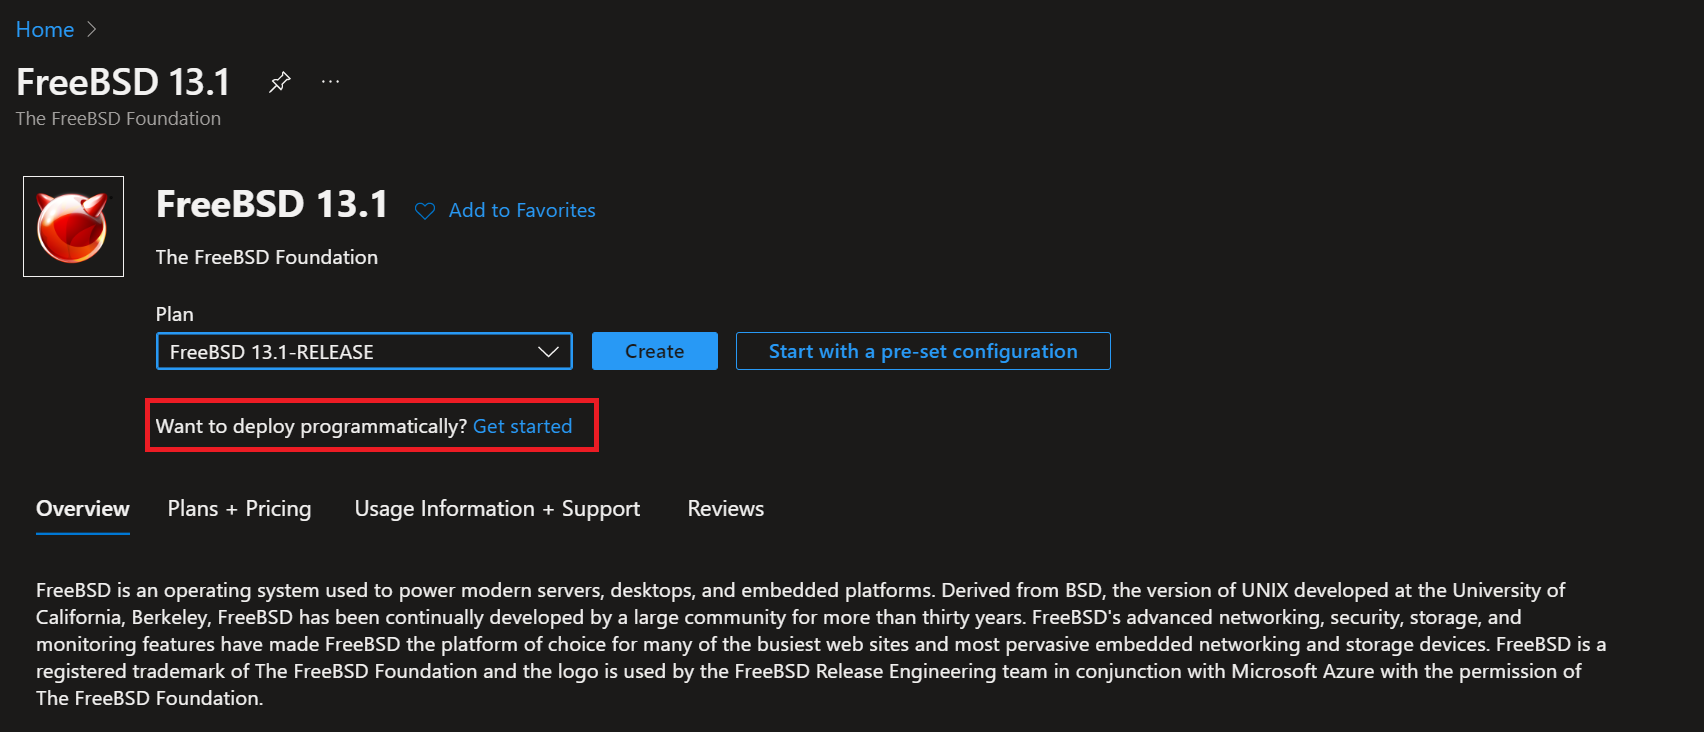 Home
FreeBSD 13.1
The FreeBSD Foundation
FreeBSD 13.1
Add to Favorites
The FreeBSD Foundation
Plan
FreeBSD 13.1-RELEASE
Create
Start with a pre-set configuration
Want to deploy programmatically? Get started
Overview
Plans + Pricing
Usage Information + Support
Reviews
FreeBSD is an operating system used to power modern servers, desktops, and embedded platforms. Derived from BSD, the version of UNIX developed at the University of
California, Berkeley, FreeBSD has been continually developed by a large community for more than thirty years. FreeBSD's advanced networking, security, storage, and
monitoring features have made FreeBSD the platform of choice for many of the busiest web sites and most pervasive embedded networking and storage devices. FreeBSD is a
registered trademark of The FreeBSD Foundation and the logo is used by the FreeBSD Release Engineering team in conjunction with Microsoft Azure with the permission of
The FreeBSD Foundation.